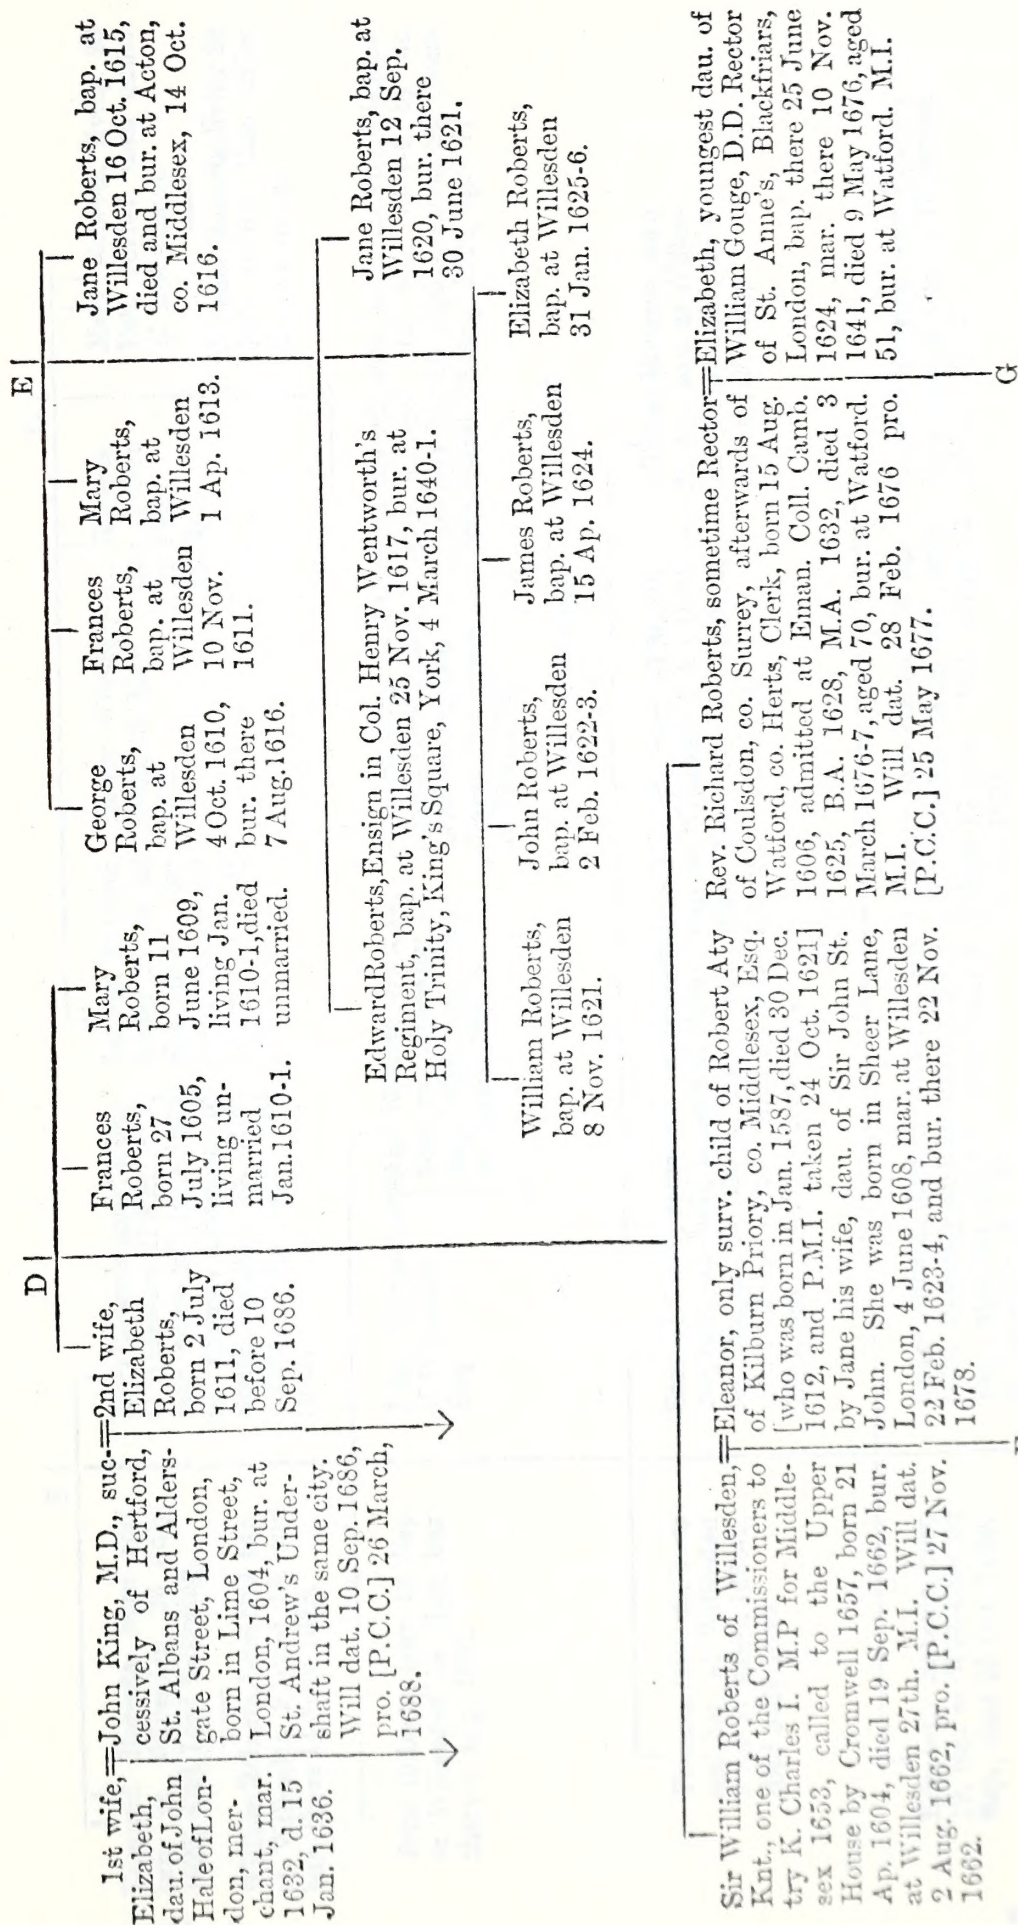 D
E
1st wife,=John King, M.D., suc-=2nd wife,
Elizabeth,
dau. of John
Hale of Lon-
don, mer-
chant, mar.
1632, d. 15
Jan. 1636.
cessively of Hertford,
St. Albans and Alders-
gate Street, London,
born in Lime Street,
London, 1604, bur. at
St. Andrew's Under-
shaft in the same city.
Will dat. 10 Sep. 1686,
pro. [P.C.C.] 26 March,
1688.
Elizabeth
Roberts,
born 2 July
1611, died
before 10
Sep. 1686.
Frances
Roberts,
born 27
July 1605,
living un-
married
Jan. 1610-1.
Mary
Roberts,
born 11
June 1609,
living Jan.
1610-1, died
unmarried.
George
Roberts,
bap. at
Willesden
4 Oct. 1610,
bur. there
7 Aug. 1616.
Frances
Roberts,
bap. at
Willesden
10 Nov.
1611.
Mary
Roberts,
bap. at
Willesden
1 Ap. 1613.
Jane Roberts, bap. at
Willesden 16 Oct. 1615,
died and bur. at Acton,
co. Middlesex, 14 Oct.
1616.
Edward Roberts, Ensign in Col. Henry Wentworth's
Regiment, bap. at Willesden 25 Nov. 1617, bur. at
Holy Trinity, King's Square, York, 4 March 1640-1.
Jane Roberts, bap. at
Willesden 12 Sep.
1620, bur. there
30 June 1621.
William Roberts,
bap. at Willesden
8 Nov. 1621.
John Roberts,
bap. at Willesden
2 Feb. 1622-3.
James Roberts,
bap. at Willesden
15 Ap. 1624.
Elizabeth Roberts,
bap. at Willesden
31 Jan. 1625-6.
Sir William Roberts of Willesden,=Eleanor, only surv. child of Robert Aty
Knt., one of the Commissioners to
try K. Charles I. M.P for Middle-
sex 1653, called to the Upper
House by Cromwell 1657, born 21
Ap. 1604, died 19 Sep. 1662, bur.
at Willesden 27th. M.I. Will dat.
2 Aug. 1662, pro. [P.C.C.] 27 Nov.
1662.
of Kilburn Priory, co. Middlesex, Esq.
[who was born in Jan. 1587, died 30 Dec.
1612, and P.M.I. taken 24 Oct. 1621]
by Jane his wife, dau. of Sir John St.
John. She was born in Sheer Lane,
London, 4 June 1608, mar. at Willesden
22 Feb. 1623-4, and bur. there 22 Nov.
1678.
Rev. Richard Roberts, sometime Rector=Elizabeth, youngest dau. of
of Coulsdon, co. Surrey, afterwards of
Watford, co. Herts, Clerk, born 15 Aug.
1606, admitted at Eman. Coll. Camb.
1625, B.A. 1628, M.A. 1632, died 3
March 1676-7, aged 70, bur. at Watford.
M.I. Will dat. 28 Feb. 1676 pro.
[P.C.C.] 25 May 1677.
William Gouge, D.D. Rector
of St. Anne's, Blackfriars,
London, bap. there 25 June
1624, mar. there 10 Nov.
1641, died 9 May 1676, aged
51, bur. at Watford. M.I.
G